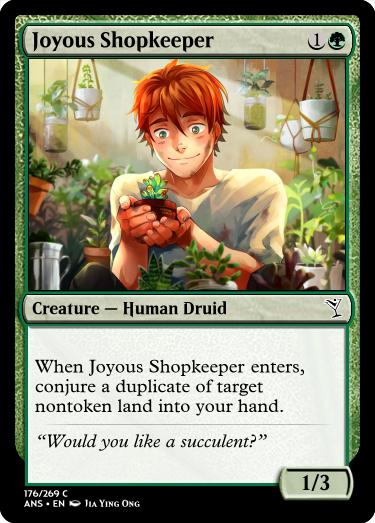 Joyous Shopkeeper 1
Creature — Human Druid
When Joyous Shopkeeper enters,
conjure a duplicate of target
nontoken land into your hand.
“Would you like a succulent?”
1/3
176/269 C
ANS • EN Jia Ying Ong